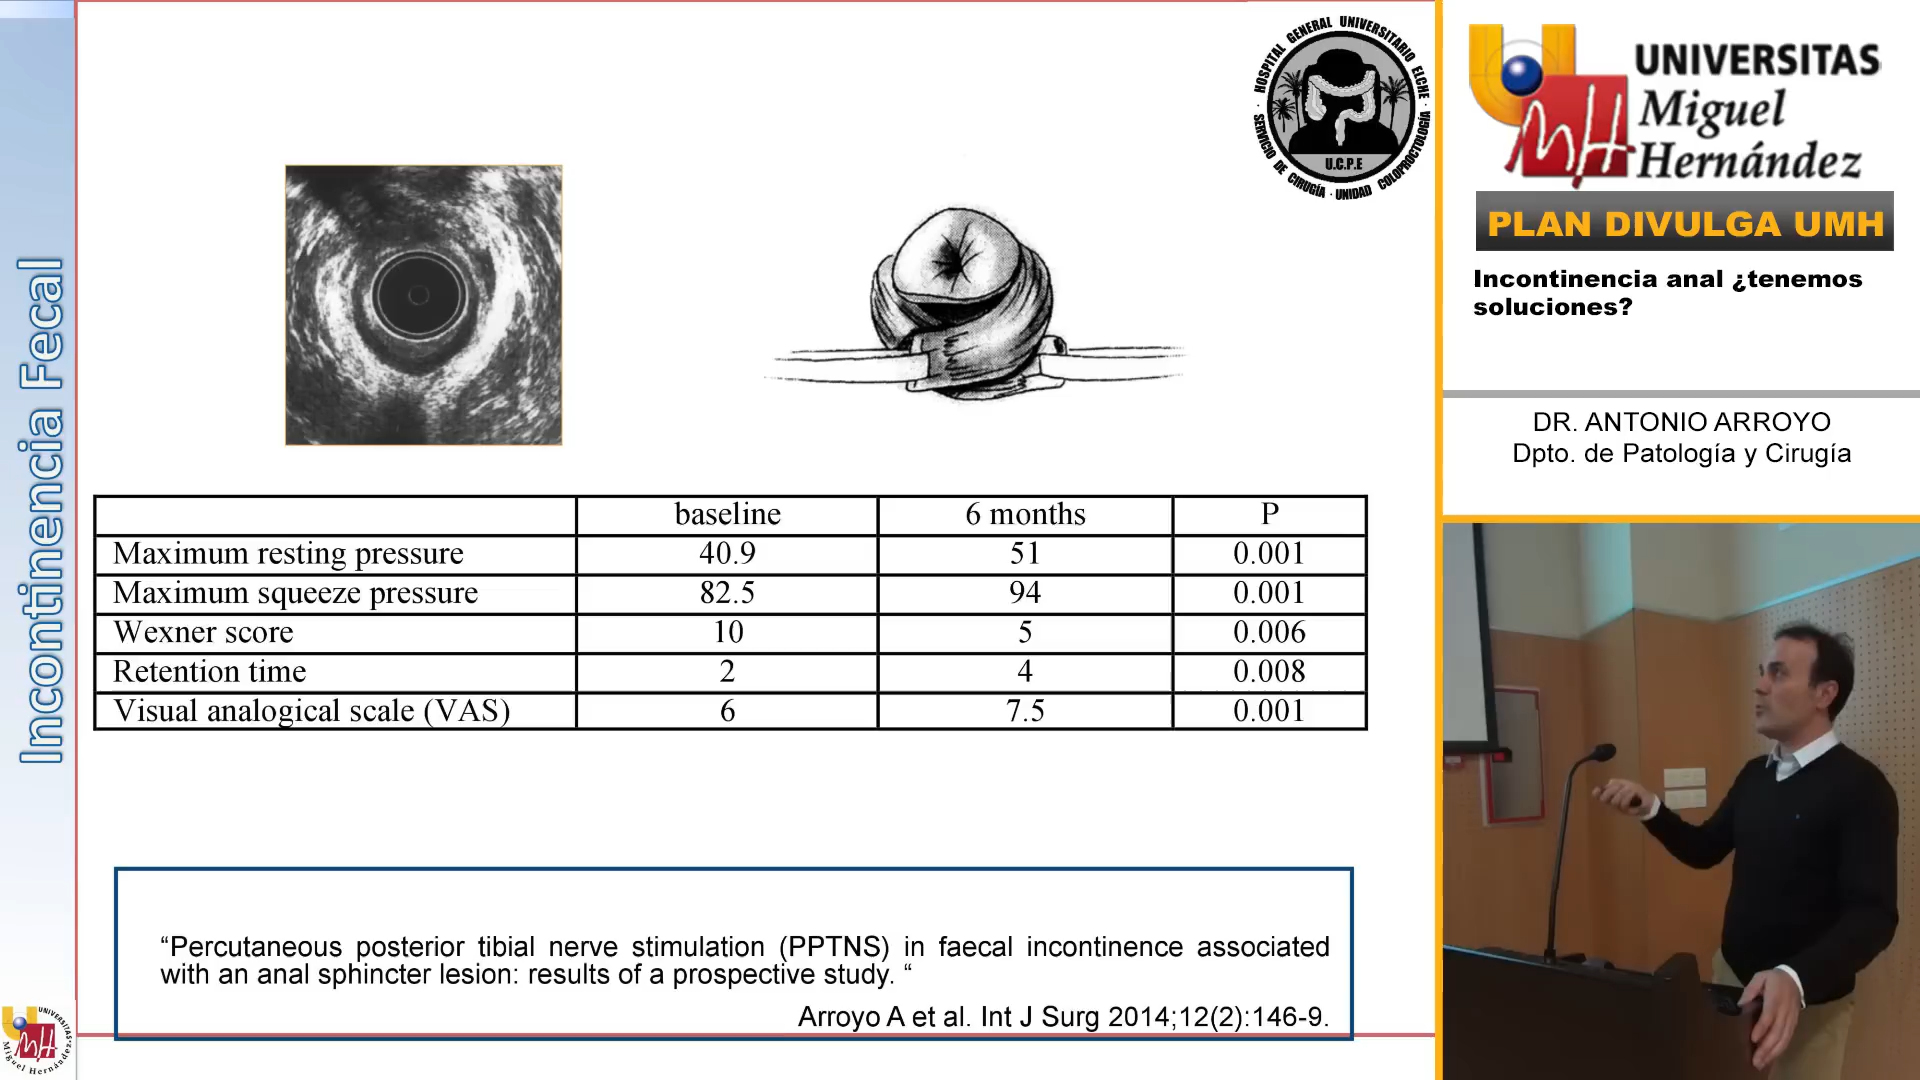 Incontinencia Fecal
· HOSPITAL GENERAL UNIVERSITARIO ELCHE ·
SERVICIO DE CIRUGÍA · UNIDAD COLOPROCTOLOGÍA
U.C.P.E
baseline 6 months P
Maximum resting pressure 40.9 51 0.001
Maximum squeeze pressure 82.5 94 0.001
Wexner score 10 5 0.006
Retention time 2 4 0.008
Visual analogical scale (VAS) 6 7.5 0.001
“Percutaneous posterior tibial nerve stimulation (PPTNS) in faecal incontinence associated
with an anal sphincter lesion: results of a prospective study. “
Arroyo A et al. Int J Surg 2014;12(2):146-9.
UNIVERSITAS
Miguel Hernández
UMH
UNIVERSITAS
Miguel
Hernández
PLAN DIVULGA UMH
Incontinencia anal ¿tenemos
soluciones?
DR. ANTONIO ARROYO
Dpto. de Patología y Cirugía